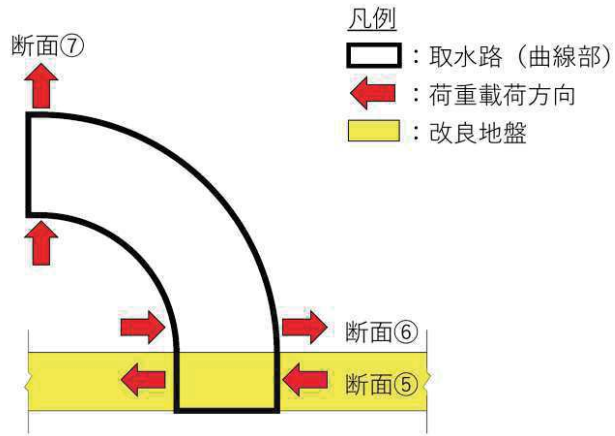 凡例
：取水路（曲線部）
：荷重載荷方向
：改良地盤
断面⑦
断面⑥
断面⑤